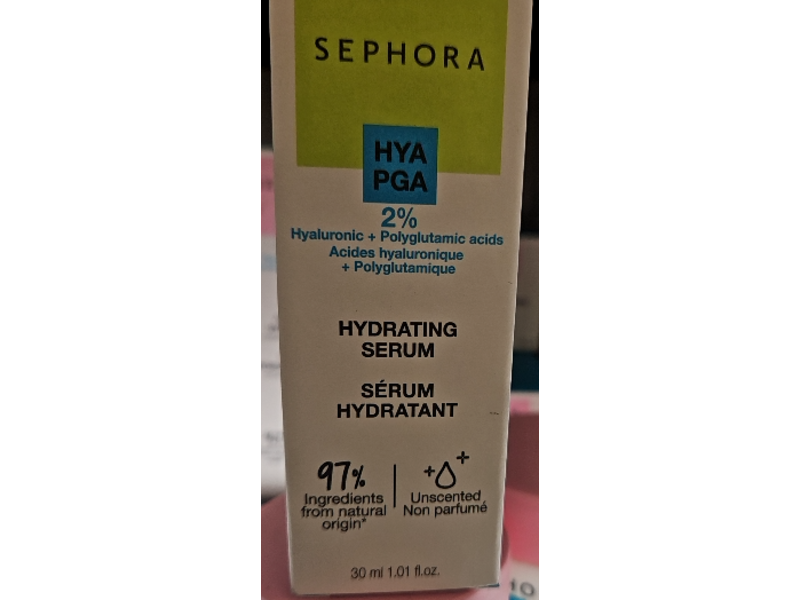 SEPHORA
HYA
PGA
2%
Hyaluronic + Polyglutamic acids
Acides hyaluronique
+ Polyglutamique
HYDRATING
SERUM
SÉRUM
HYDRATANT
97%
Ingredients
from natural
origin*
Unscented
Non parfumé
30 ml 1.01 fl.oz.